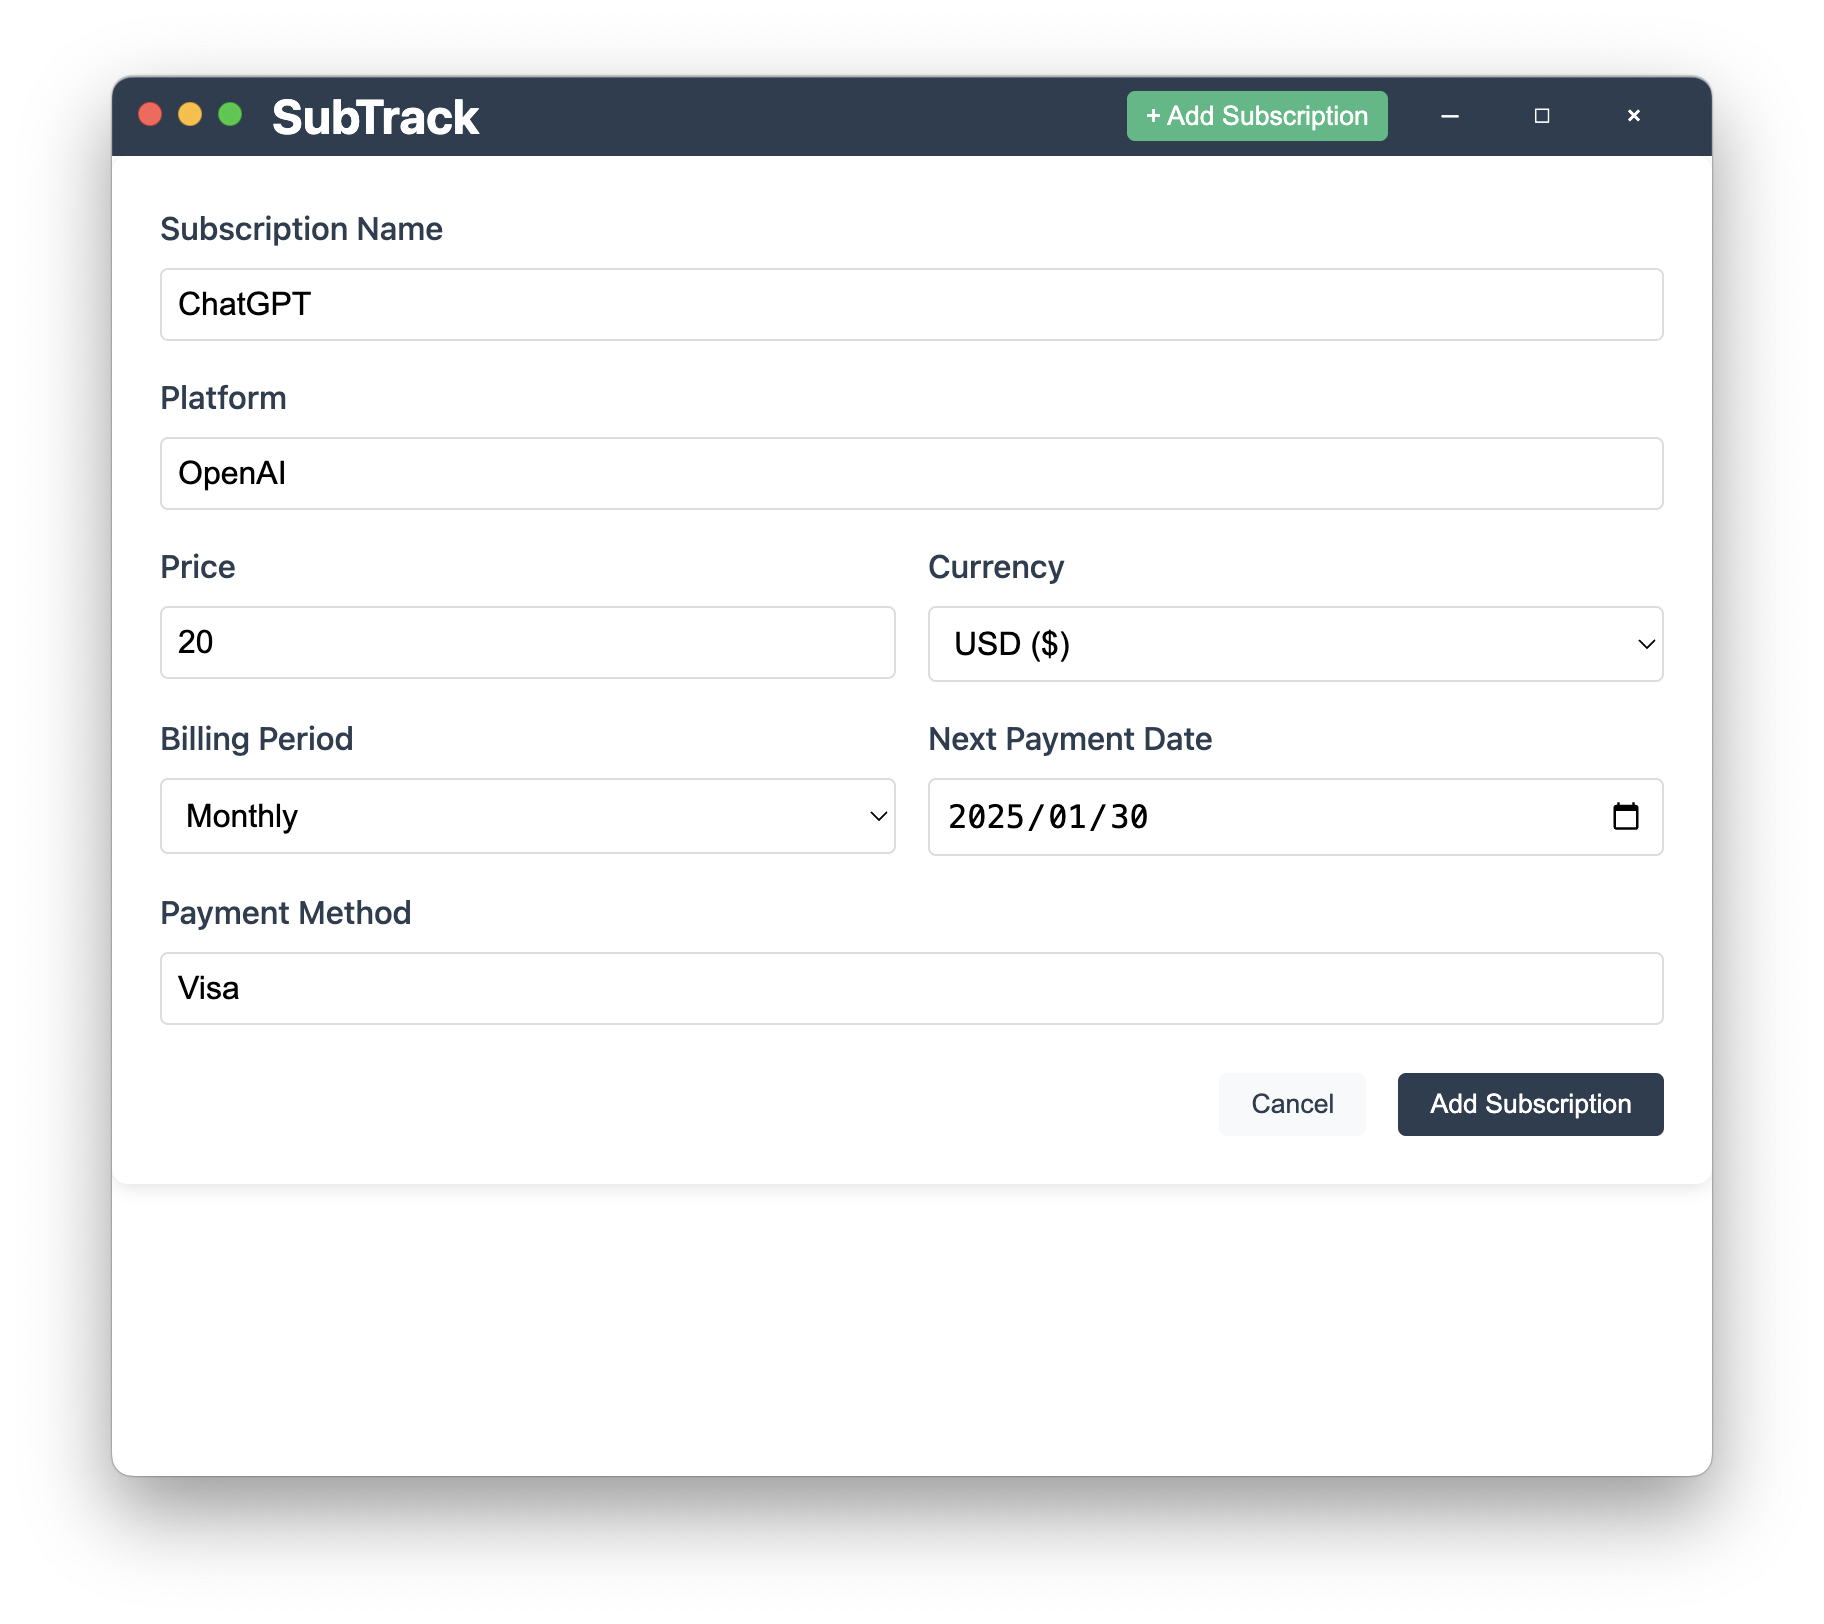 SubTrack
+ Add Subscription
Subscription Name
ChatGPT
Platform
OpenAI
Price
Currency
20
USD ($)
Billing Period
Next Payment Date
Monthly
2025/01/30
Payment Method
Visa
Cancel
Add Subscription